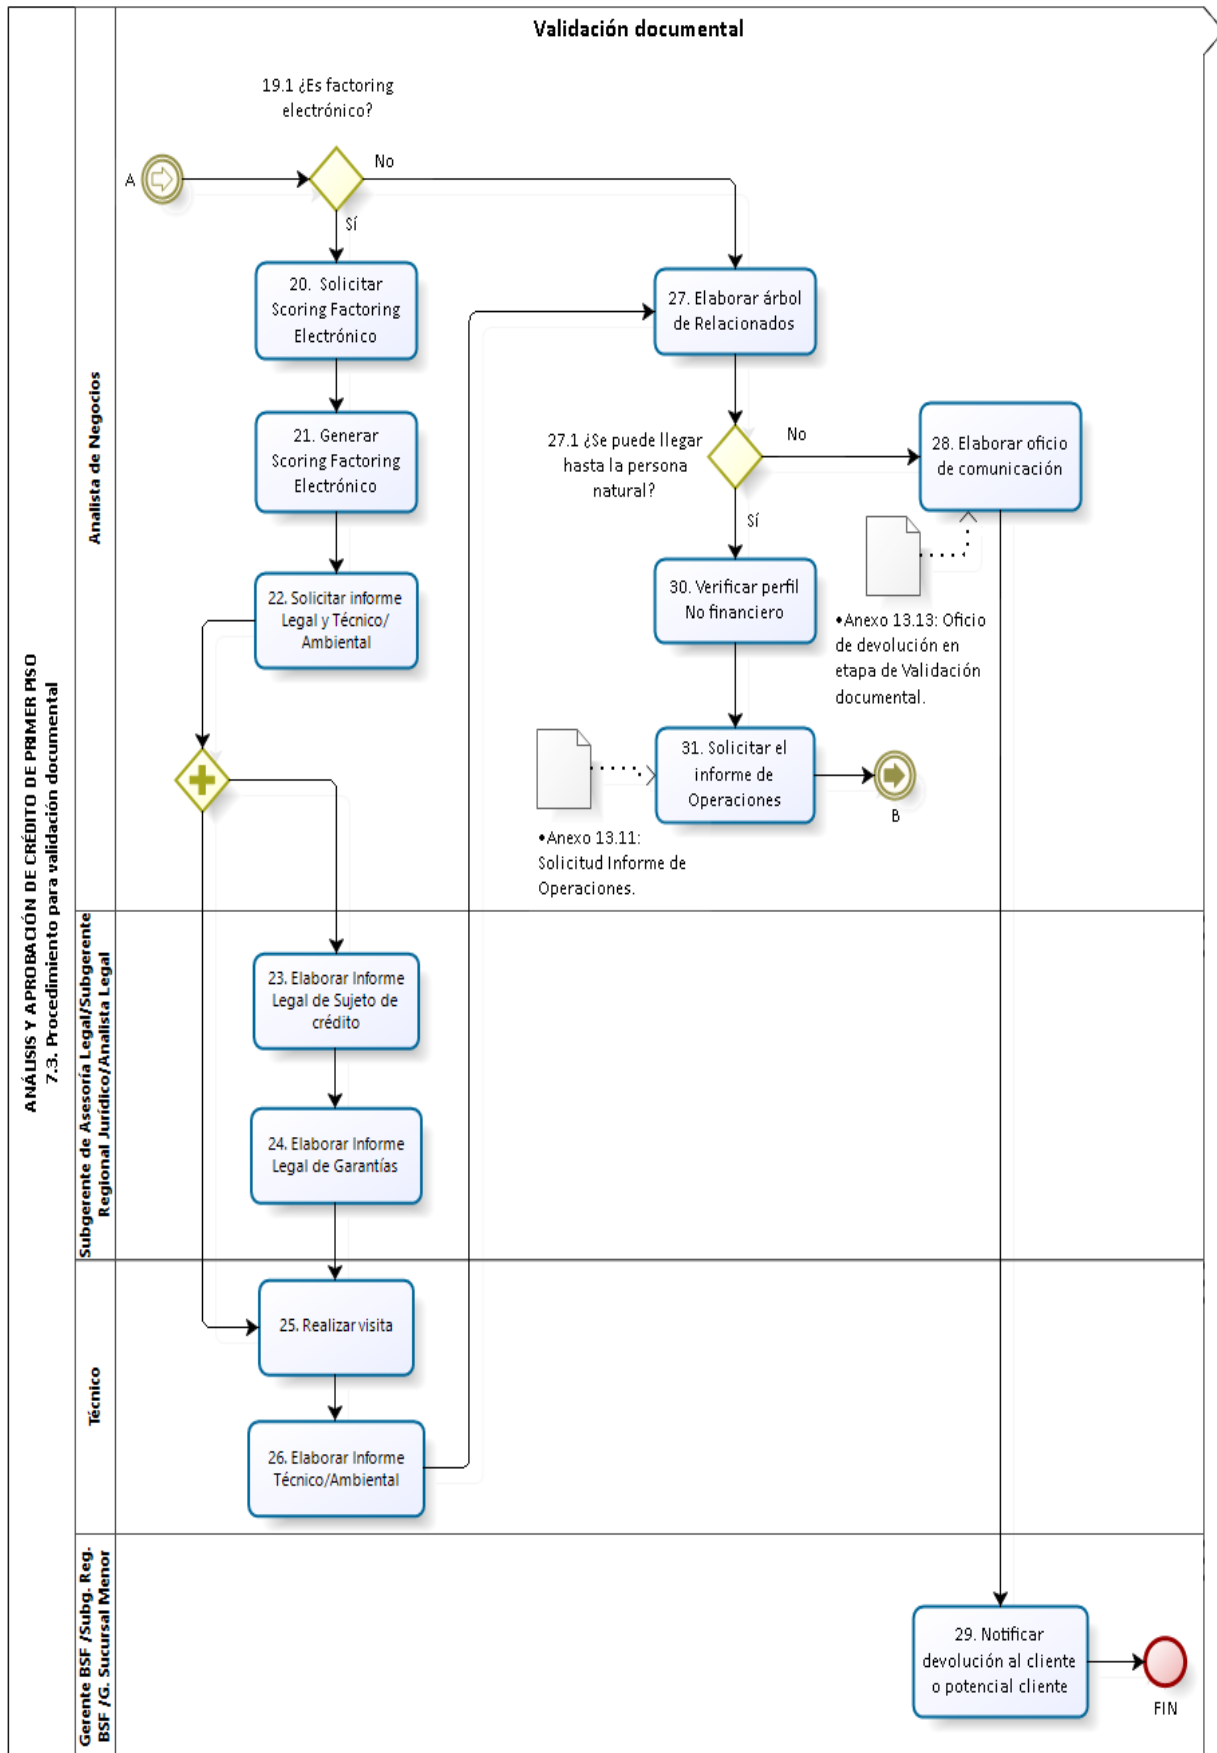 Validación documental
ANÁLISIS Y APROBACIÓN DE CRÉDITO DE PRIMER PISO
7.3. Procedimiento para validación documental
Analista de Negocios
19.1 ¿Es factoring
electrónico?
A
No
Sí
20. Solicitar
Scoring Factoring
Electrónico
21. Generar
Scoring Factoring
Electrónico
22. Solicitar informe
Legal y Técnico/
Ambiental
27. Elaborar árbol
de Relacionados
27.1 ¿Se puede llegar
hasta la persona
natural?
No
Sí
28. Elaborar oficio
de comunicación
•Anexo 13.13: Oficio
de devolución en
etapa de Validación
documental.
30. Verificar perfil
No financiero
31. Solicitar el
informe de
Operaciones
B
•Anexo 13.11:
Solicitud Informe de
Operaciones.
Subgerente de Asesoría Legal/Subgerente
Regional Jurídico/Analista Legal
23. Elaborar Informe
Legal de Sujeto de
crédito
24. Elaborar Informe
Legal de Garantías
Técnico
25. Realizar visita
26. Elaborar Informe
Técnico/Ambiental
Gerente BSF /Subg. Reg.
BSF /G. Sucursal Menor
29. Notificar
devolución al cliente
o potencial cliente
FIN